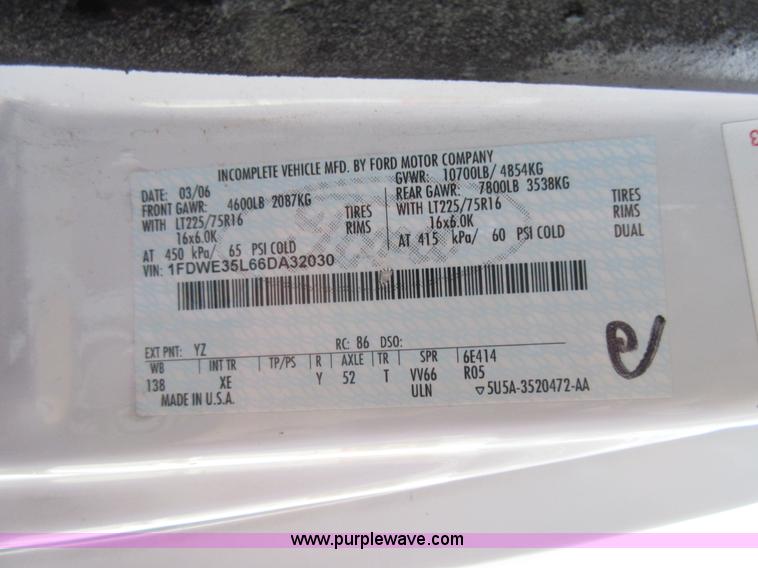 INCOMPLETE VEHICLE MFD. BY FORD MOTOR COMPANY
DATE: 03/06 GVWR: 10700LB/ 4854KG
FRONT GAWR: 4600LB 2087KG REAR GAWR: 7800LB 3538KG
WITH LT225/75R16 TIRES WITH LT225/75R16 TIRES
16x6.0K RIMS 16x6.0K RIMS
AT 450 kPa/ 65 PSI COLD AT 415 kPa/ 60 PSI COLD DUAL
VIN: 1FDWE35L66DA32030
EXT PNT: YZ RC: 86 DSO:
WB INT TR TP/PS R AXLE TR SPR 6E414
138 XE Y 52 T VV66 R05
MADE IN U.S.A. ULN ▽5U5A-3520472-AA
3
www.purplewave.com